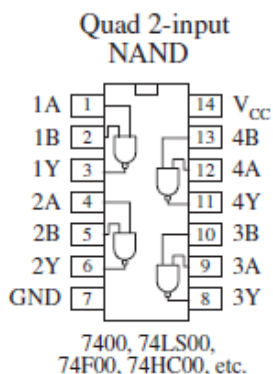 Quad 2-input
NAND
1A 1 14 V_CC
1B 2 13 4B
1Y 3 12 4A
2A 4 11 4Y
2B 5 10 3B
2Y 6 9 3A
GND 7 8 3Y
7400, 74LS00,
74F00, 74HC00, etc.